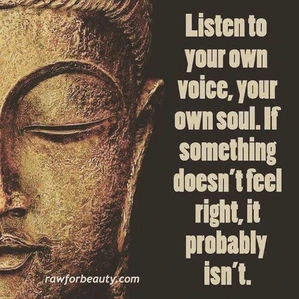 Listen to
your own
voice, your
own soul. If
something
doesn't feel
right, it
probably
isn't.
rawforbeauty.com